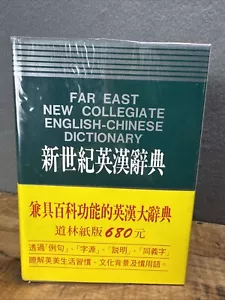 FAR EAST
NEW COLLEGIATE
ENGLISH-CHINESE
DICTIONARY
新世紀英漢辭典
兼具百科功能的英漢大辭典
道林紙版680元
透過「例句」、「字源」、「說明」、「同義字」
瞭解英美生活習慣、文化背景及慣用語。